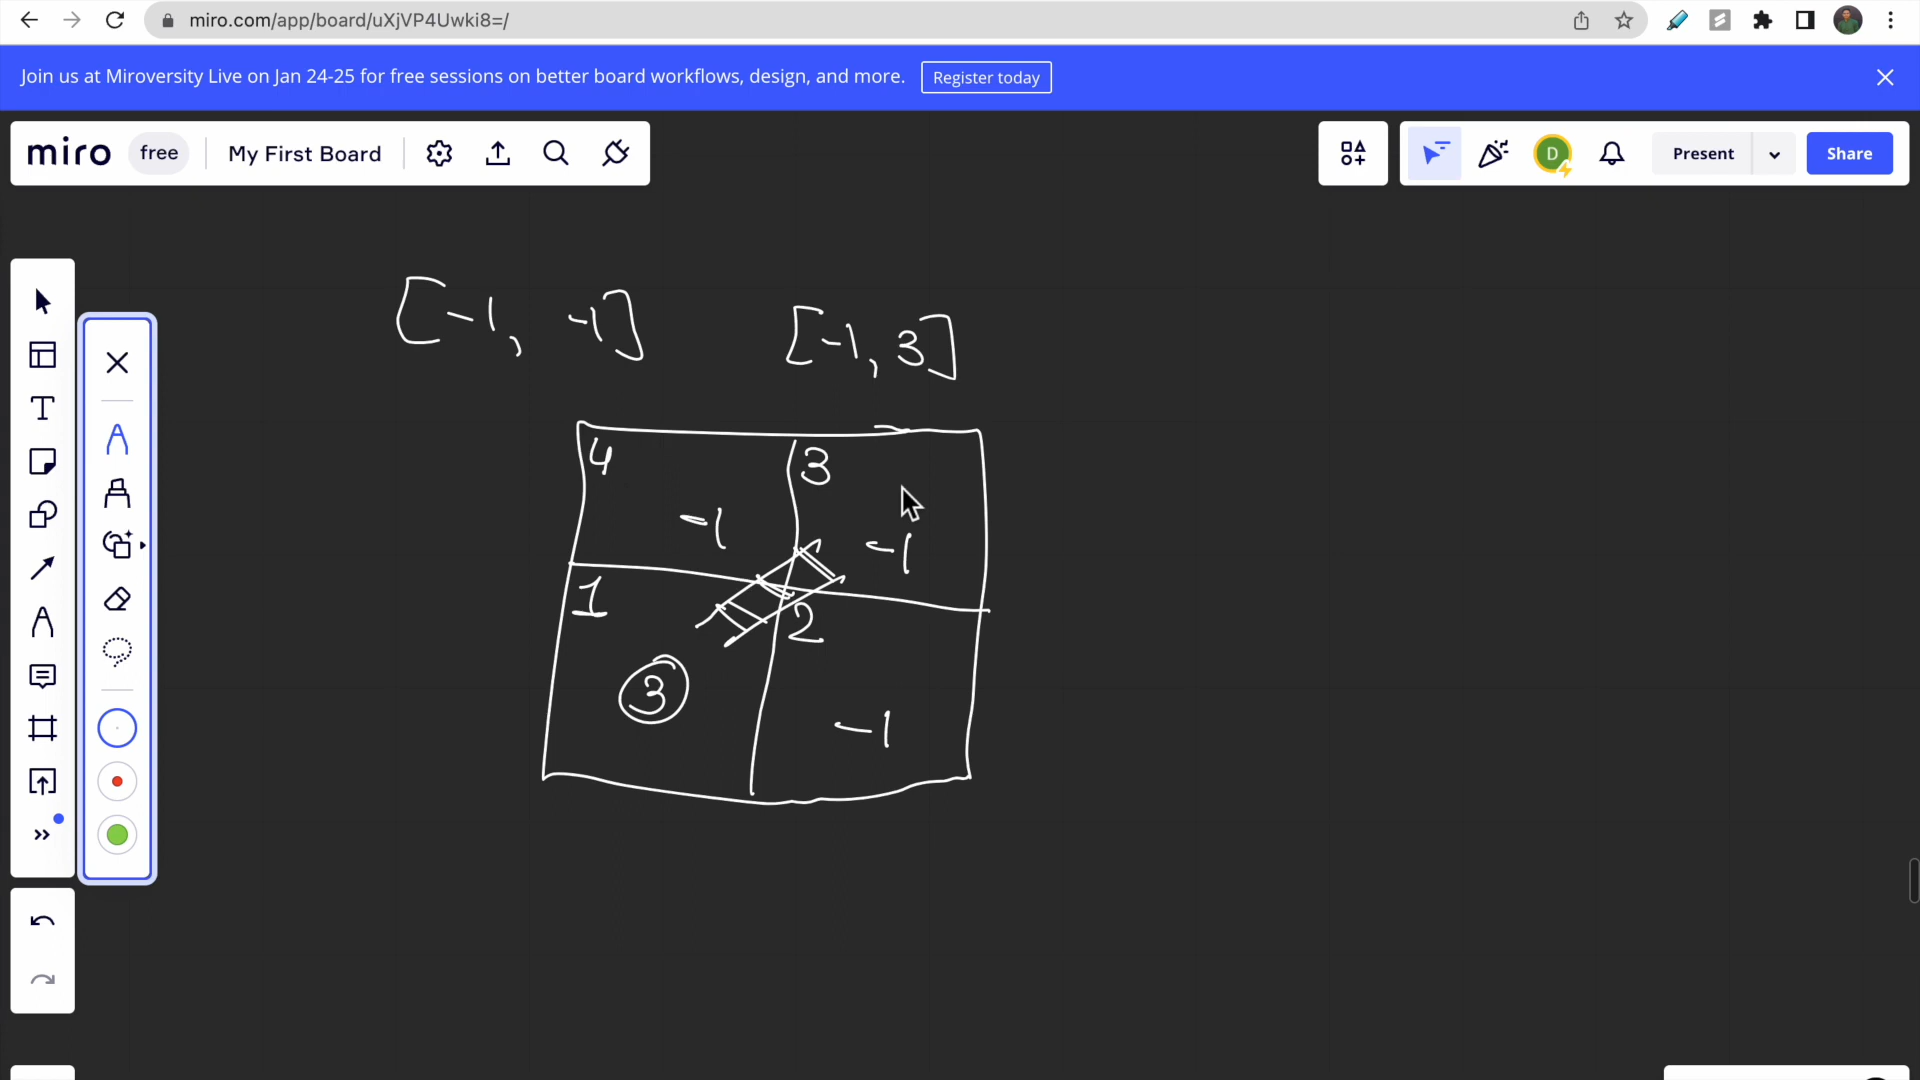 miro.com/app/board/uXjVP4Uwki8=/
Join us at Miroversity Live on Jan 24-25 for free sessions on better board workflows, design, and more. Register today
miro free My First Board D Present Share
[-1, -1] [-1, 3]
4 3
-1 -1
1 2
3 -1